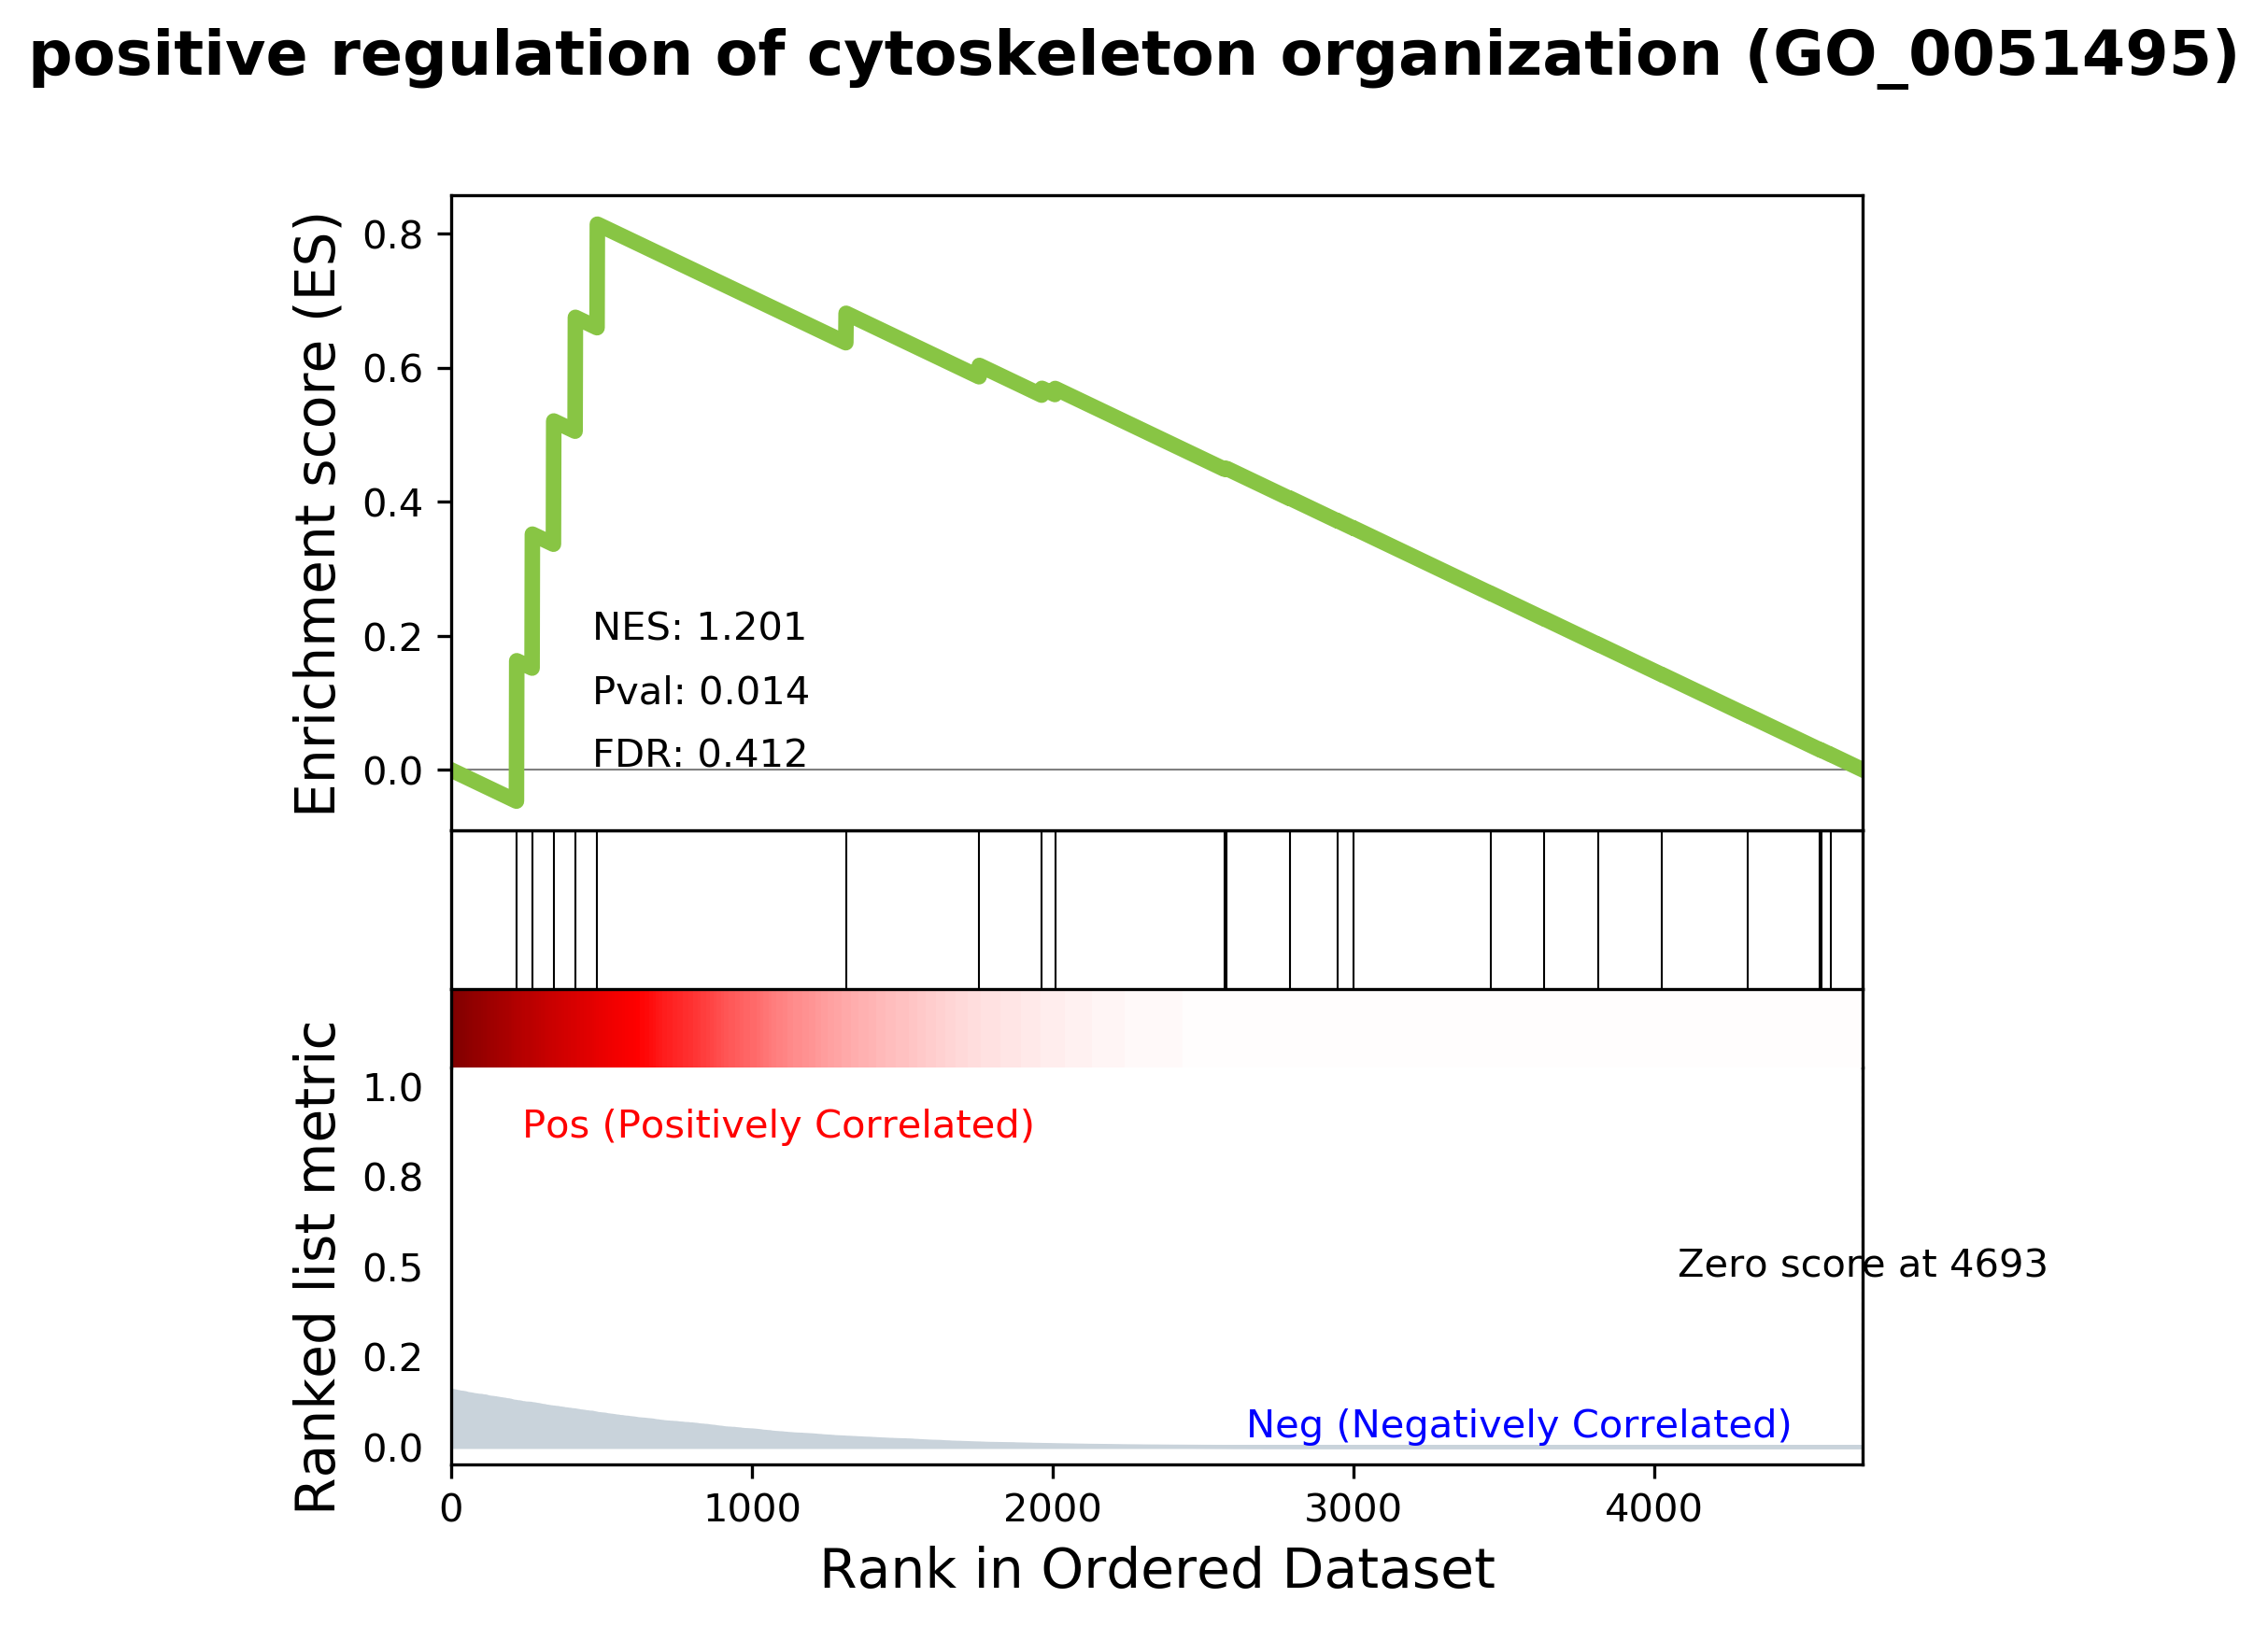 positive regulation of cytoskeleton organization (GO_0051495)
Enrichment score (ES)
0.8
0.6
0.4
0.2
0.0
NES: 1.201
Pval: 0.014
FDR: 0.412
Ranked list metric
1.0
0.8
0.5
0.2
0.0
Pos (Positively Correlated)
Zero score at 4693
Neg (Negatively Correlated)
0 1000 2000 3000 4000
Rank in Ordered Dataset